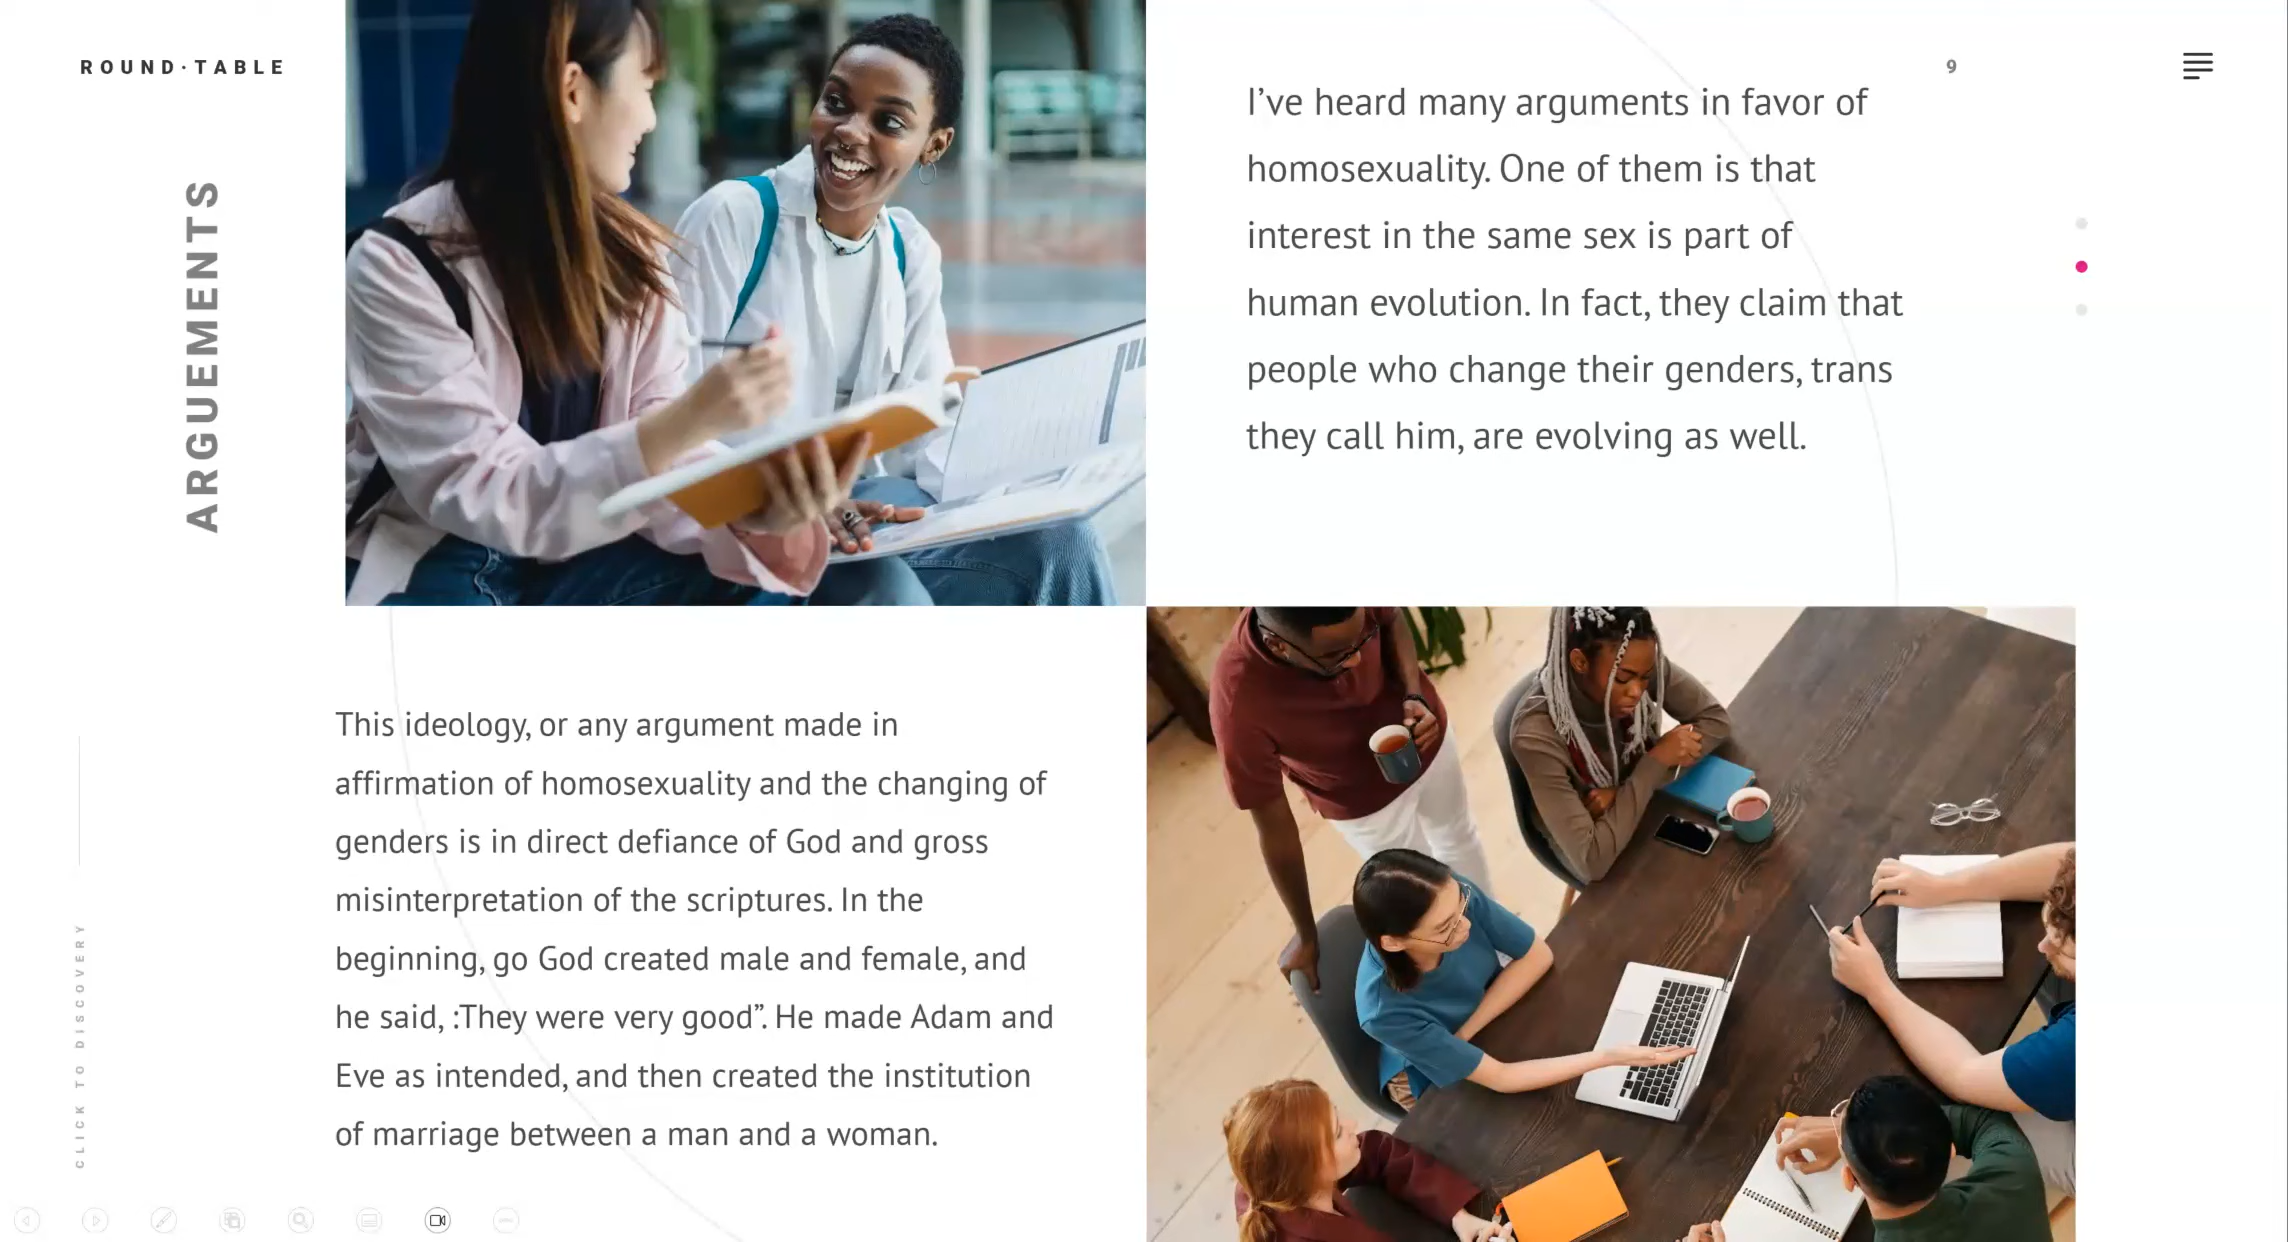 ROUND·TABLE
9
ARGUEMENTS
I’ve heard many arguments in favor of
homosexuality. One of them is that
interest in the same sex is part of
human evolution. In fact, they claim that
people who change their genders, trans
they call him, are evolving as well.
This ideology, or any argument made in
affirmation of homosexuality and the changing of
genders is in direct defiance of God and gross
misinterpretation of the scriptures. In the
beginning, go God created male and female, and
he said, :They were very good”. He made Adam and
Eve as intended, and then created the institution
of marriage between a man and a woman.
CLICK TO DISCOVERY